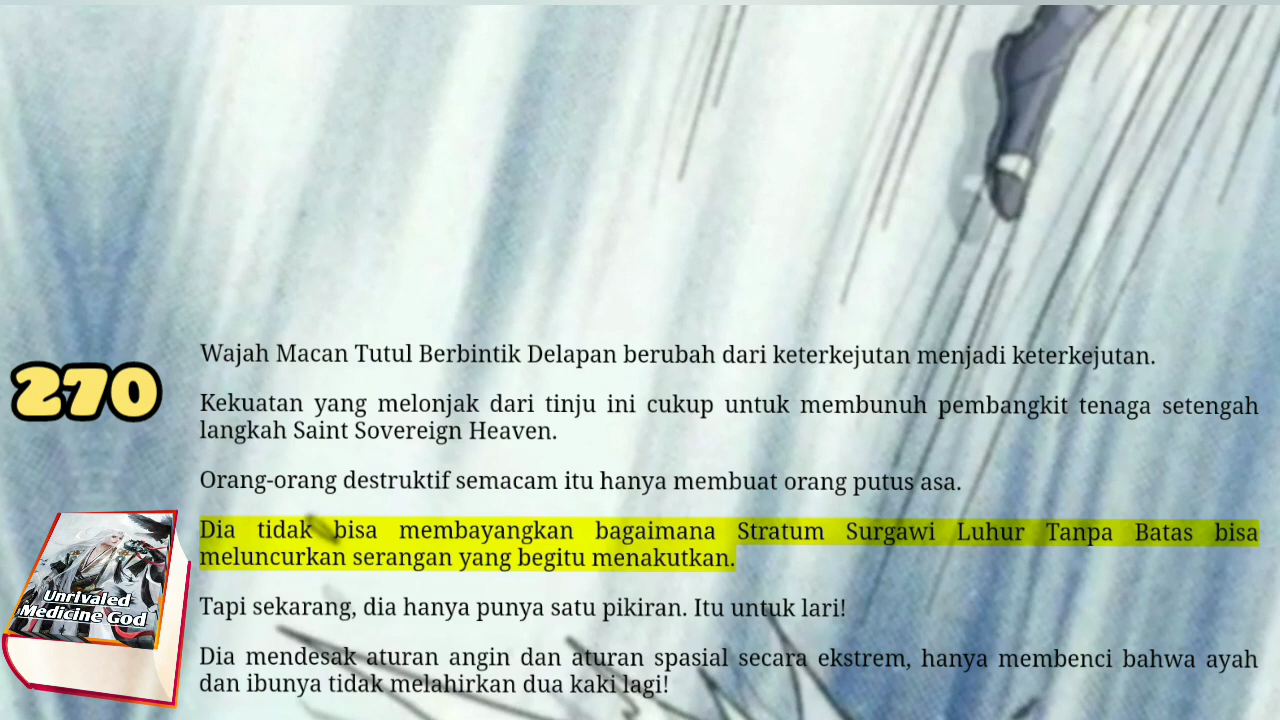 Wajah Macan Tutul Berbintik Delapan berubah dari keterkejutan menjadi keterkejutan.
270
Kekuatan yang melonjak dari tinju ini cukup untuk membunuh pembangkit tenaga setengah
langkah Saint Sovereign Heaven.
Orang-orang destruktif semacam itu hanya membuat orang putus asa.
Dia tidak bisa membayangkan bagaimana Stratum Surgawi Luhur Tanpa Batas bisa
meluncurkan serangan yang begitu menakutkan.
Unrivaled
Medicine God
Tapi sekarang, dia hanya punya satu pikiran. Itu untuk lari!
Dia mendesak aturan angin dan aturan spasial secara ekstrem, hanya membenci bahwa ayah
dan ibunya tidak melahirkan dua kaki lagi!